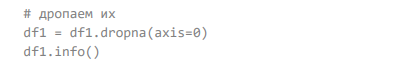 # дропаем их
df1 = df1.dropna(axis=0)
df1.info()